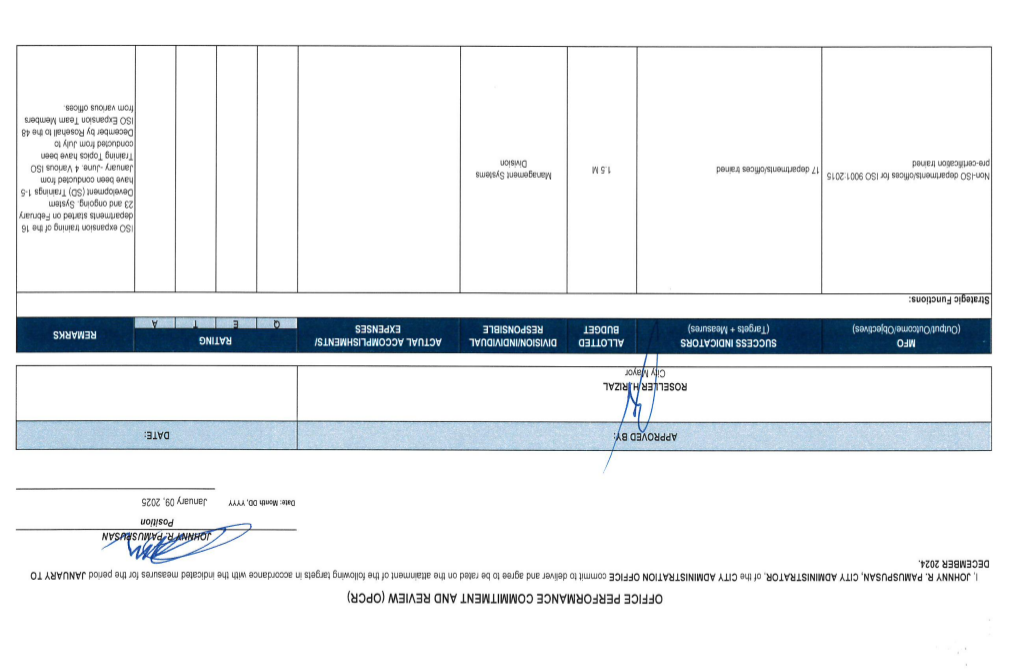 OFFICE PERFORMANCE COMMITMENT AND REVIEW (OPCR)
I, JOHNNY R. PAMUSPUSAN, CITY ADMINISTRATOR, of the CITY ADMINISTRATION OFFICE commit to deliver and agree to be rated on the attainment of the following targets in accordance with the indicated measures for the period JANUARY TO
DECEMBER 2024.
JOHNNY R. PAMUSPUSAN
Position
Date: Month DD, YYYY January 09, 2025
APPROVED BY: DATE:
ROSELLER H. RIZAL
City Mayor
MFO
(Output/Outcome/Objectives)
SUCCESS INDICATORS
(Targets + Measures)
ALLOTTED
BUDGET
DIVISION/INDIVIDUAL
RESPONSIBLE
ACTUAL ACCOMPLISHMENTS/
EXPENSES
RATING
Q E T A
REMARKS
Strategic Functions:
Non-ISO departments/offices for ISO 9001:2015
pre-certification trained
17 departments/offices trained
1.5 M
Management Systems
Division
ISO expansion training of the 16
departments started on February
23 and ongoing. System
Development (SD) Trainings 1-5
have been conducted from
January -June. 4 Various ISO
Training Topics have been
conducted from July to
December by Rosehall to the 48
ISO Expansion Team Members
from various offices.